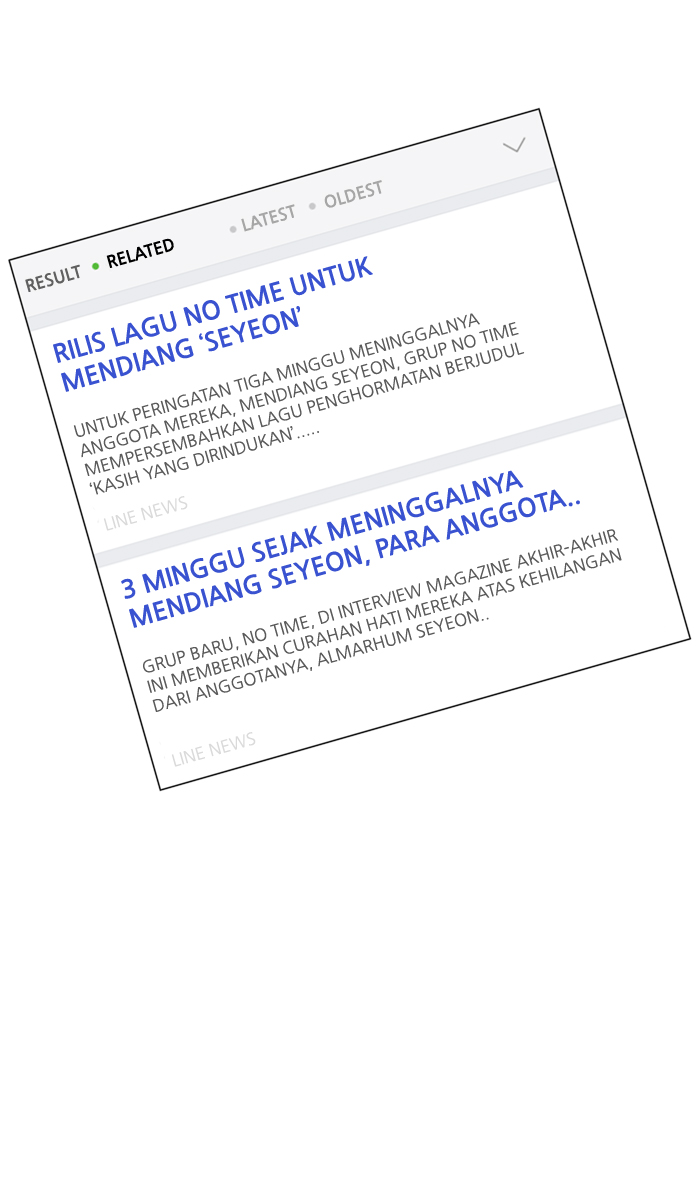 RESULT • RELATED • LATEST • OLDEST
RILIS LAGU NO TIME UNTUK
MENDIANG ‘SEYEON’
UNTUK PERINGATAN TIGA MINGGU MENINGGALNYA
ANGGOTA MEREKA, MENDIANG SEYEON, GRUP NO TIME
MEMPERSEMBAHKAN LAGU PENGHORMATAN BERJUDUL
‘KASIH YANG DIRINDUKAN’.....
LINE NEWS
3 MINGGU SEJAK MENINGGALNYA
MENDIANG SEYEON, PARA ANGGOTA..
GRUP BARU, NO TIME, DI INTERVIEW MAGAZINE AKHIR-AKHIR
INI MEMBERIKAN CURAHAN HATI MEREKA ATAS KEHILANGAN
DARI ANGGOTANYA, ALMARHUM SEYEON..
LINE NEWS